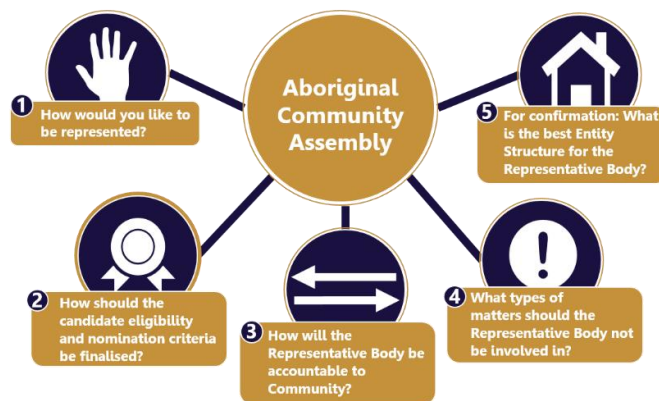 Aboriginal
Community
Assembly
1
How would you like to
be represented?
2
How should the
candidate eligibility
and nomination criteria
be finalised?
3
How will the
Representative Body be
accountable to
Community?
4
What types of
matters should the
Representative Body not
be involved in?
5
For confirmation: What
is the best Entity
Structure for the
Representative Body?